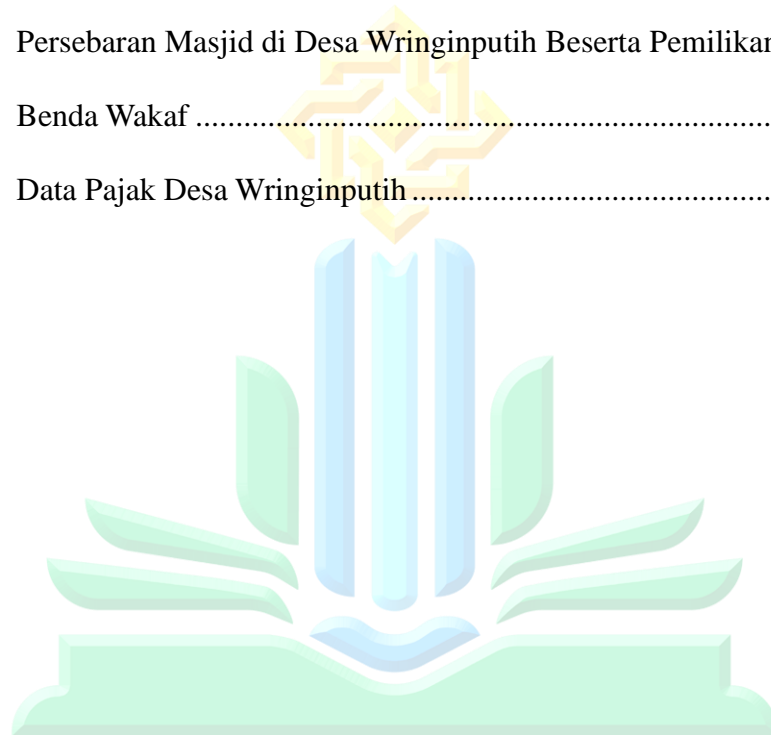 Persebaran Masjid di Desa Wringinputih Beserta Pemilikan
Benda Wakaf ........................................................................
Data Pajak Desa Wringinputih ............................................